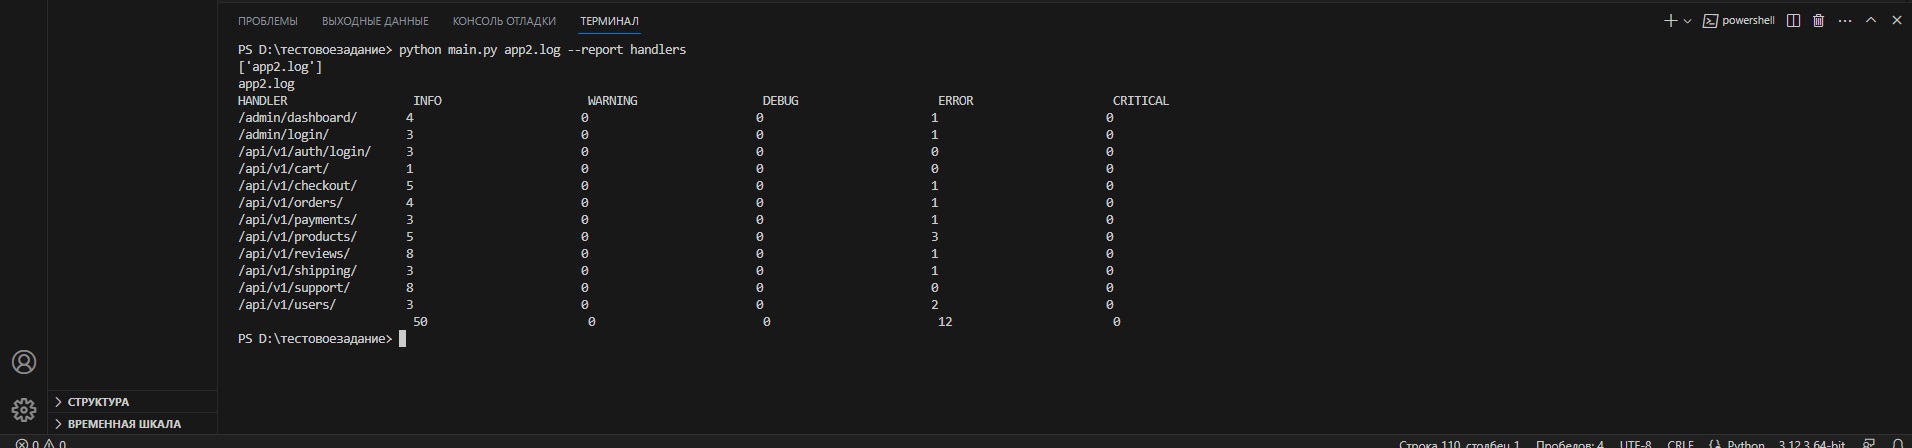 ПРОБЛЕМЫ ВЫХОДНЫЕ ДАННЫЕ КОНСОЛЬ ОТЛАДКИ ТЕРМИНАЛ powershell
PS D:\тестовоезадание> python main.py app2.log --report handlers
['app2.log']
app2.log
HANDLER INFO WARNING DEBUG ERROR CRITICAL
/admin/dashboard/ 4 0 0 1 0
/admin/login/ 3 0 0 1 0
/api/v1/auth/login/ 3 0 0 0 0
/api/v1/cart/ 1 0 0 0 0
/api/v1/checkout/ 5 0 0 1 0
/api/v1/orders/ 4 0 0 1 0
/api/v1/payments/ 3 0 0 1 0
/api/v1/products/ 5 0 0 3 0
/api/v1/reviews/ 8 0 0 1 0
/api/v1/shipping/ 3 0 0 1 0
/api/v1/support/ 8 0 0 0 0
/api/v1/users/ 3 0 0 2 0
50 0 0 12 0
PS D:\тестовоезадание>
СТРУКТУРА
ВРЕМЕННАЯ ШКАЛА
0 0 Строка 110, столбец 1 Пробелов: 4 UTF-8 CRLF Python 3.12.3 64-bit